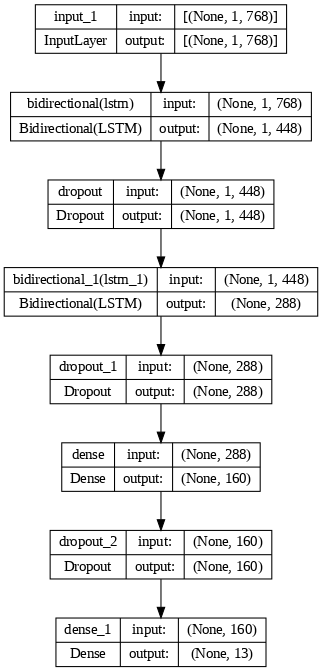 input_1 input: [(None, 1, 768)]
InputLayer output: [(None, 1, 768)]
bidirectional(lstm) input: (None, 1, 768)
Bidirectional(LSTM) output: (None, 1, 448)
dropout input: (None, 1, 448)
Dropout output: (None, 1, 448)
bidirectional_1(lstm_1) input: (None, 1, 448)
Bidirectional(LSTM) output: (None, 288)
dropout_1 input: (None, 288)
Dropout output: (None, 288)
dense input: (None, 288)
Dense output: (None, 160)
dropout_2 input: (None, 160)
Dropout output: (None, 160)
dense_1 input: (None, 160)
Dense output: (None, 13)